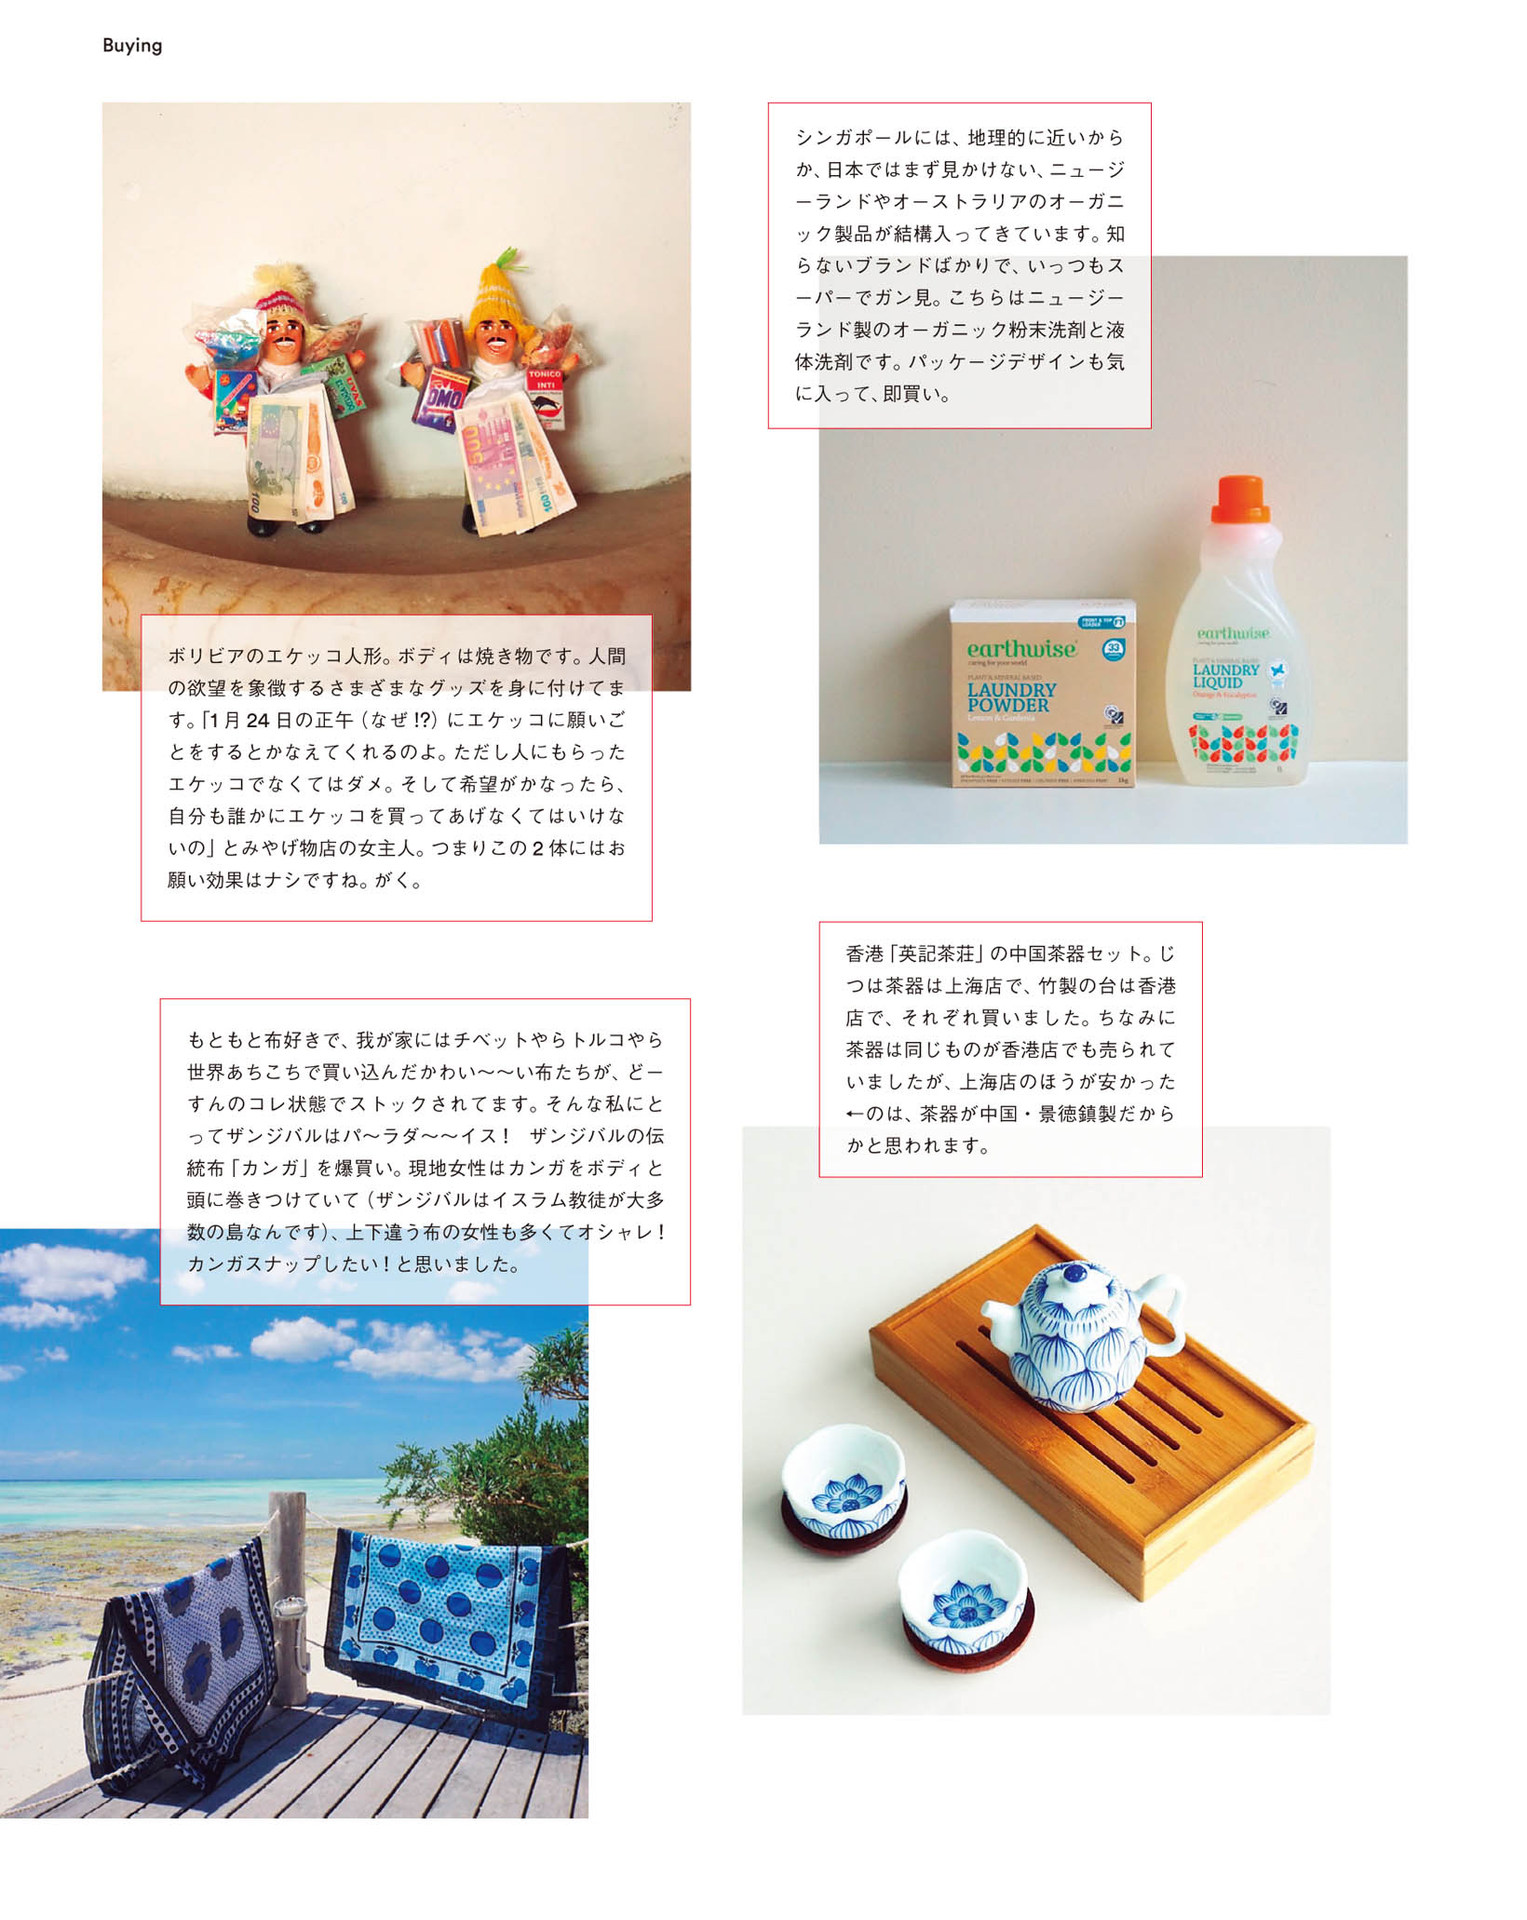 Buying
シンガポールには、地理的に近いから
か、日本ではまず見かけない、ニュージ
ーランドやオーストラリアのオーガニ
ック製品が結構入ってきています。知
らないブランドばかりで、いっつもス
ーパーでガン見。こちらはニュージー
ランド製のオーガニック粉末洗剤と液
体洗剤です。パッケージデザインも気
に入って、即買い。
OMO
TONICO
INTI
UVAS
100
500
100
earthwise
caring for your world
PLANT & MINERAL BASED
LAUNDRY
POWDER
Lemon & Gardenia
FRONT & TOP
LOADER
33
1kg
earthwise
caring for your world
PLANT & MINERAL BASED
LAUNDRY
LIQUID
Orange & Eucalyptus
ボリビアのエケッコ人形。ボディは焼き物です。人間
の欲望を象徴するさまざまなグッズを身に付けてま
す。「1月24日の正午（なぜ!?）にエケッコに願いご
とをするとかなえてくれるのよ。ただし人にもらった
エケッコでなくてはダメ。そして希望がかなったら、
自分も誰かにエケッコを買ってあげなくてはいけな
いの」とみやげ物店の女主人。つまりこの2体にはお
願い効果はナシですね。がく。
香港「英記茶荘」の中国茶器セット。じ
つは茶器は上海店で、竹製の台は香港
店で、それぞれ買いました。ちなみに
茶器は同じものが香港店でも売られて
いましたが、上海店のほうが安かった
←のは、茶器が中国・景徳鎮製だから
かと思われます。
もともと布好きで、我が家にはチベットやらトルコやら
世界あちこちで買い込んだかわい〜〜い布たちが、どー
すんのコレ状態でストックされてます。そんな私にと
ってザンジバルはパ〜ラダ〜〜イス！　ザンジバルの伝
統布「カンガ」を爆買い。現地女性はカンガをボディと
頭に巻きつけていて（ザンジバルはイスラム教徒が大多
数の島なんです）、上下違う布の女性も多くてオシャレ！
カンガスナップしたい！と思いました。